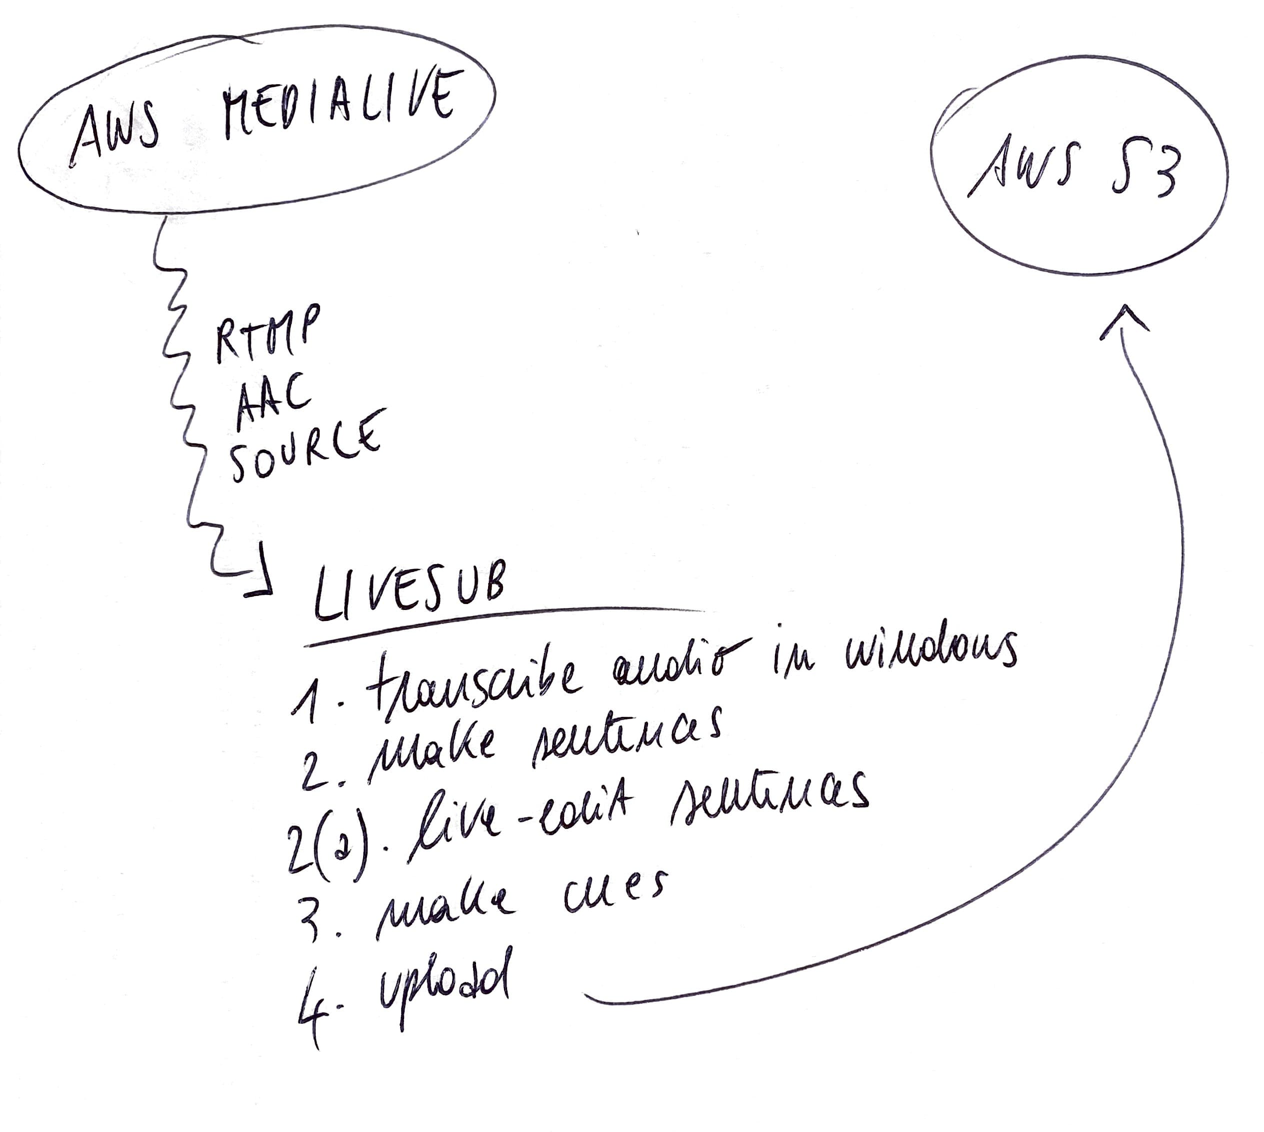 AWS MEDIALIVE
AWS S3
RTMP
AAC
SOURCE
LIVESUB
1. transcribe audio in windows
2. make sentences
2(a). live-edit sentences
3. make cues
4. upload